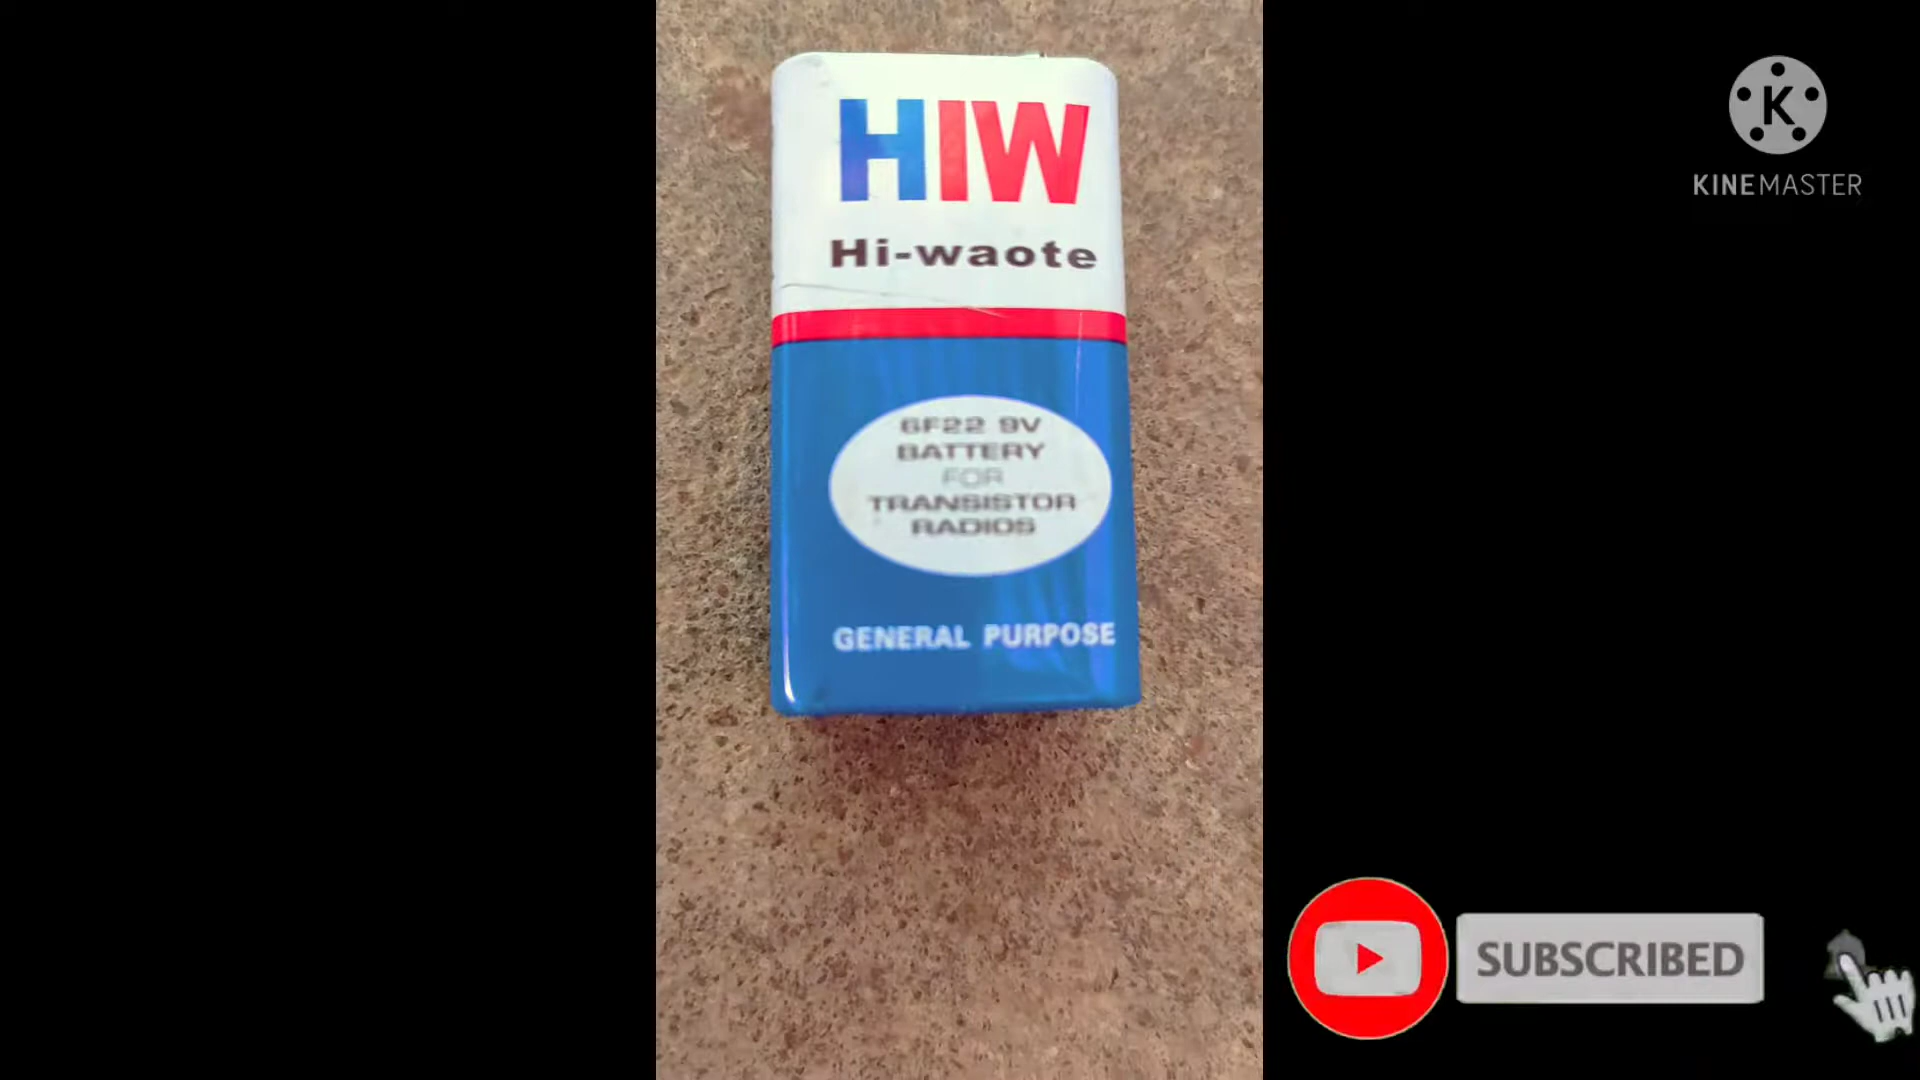 HIW
Hi-waote
6F22 9V
BATTERY
FOR
TRANSISTOR
RADIOS
GENERAL PURPOSE
K
KINEMASTER
SUBSCRIBED